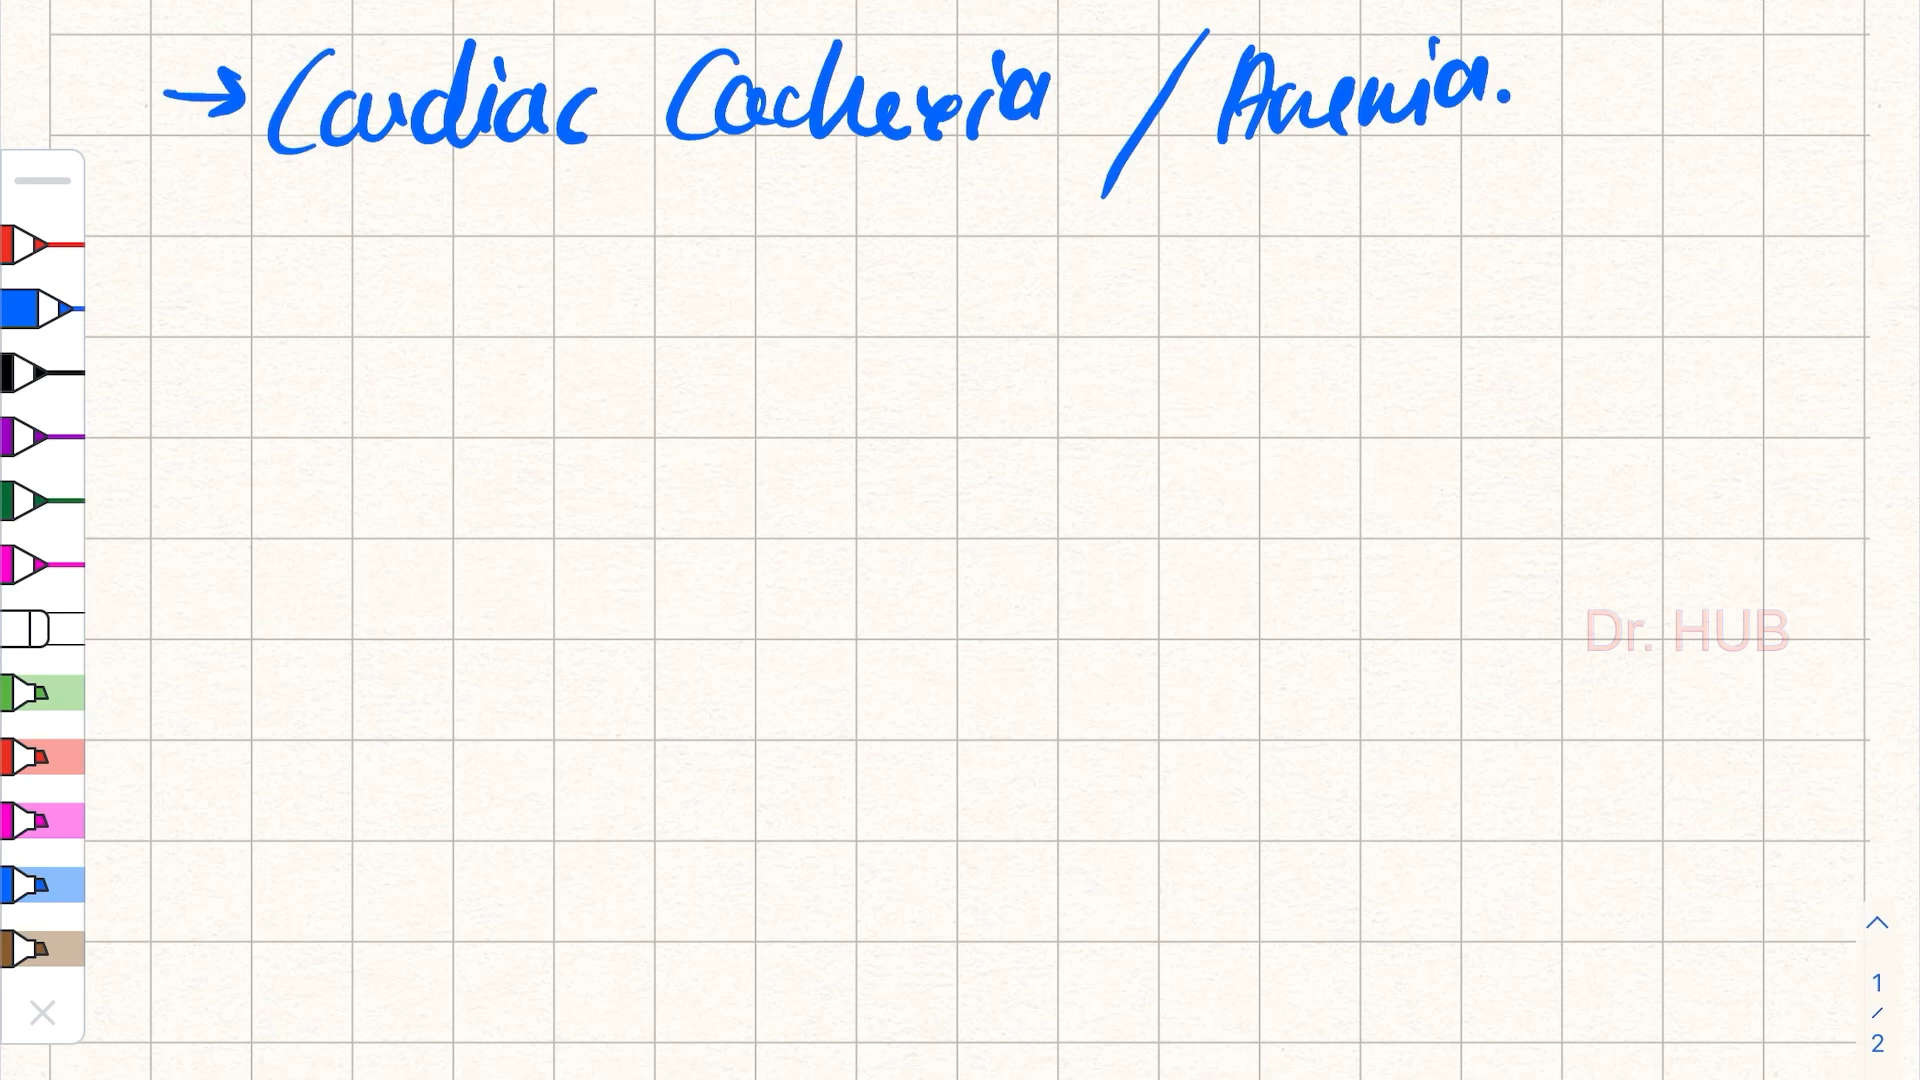 → Cardiac Cachexia / Anemia.
Dr. HUB
1
/
2